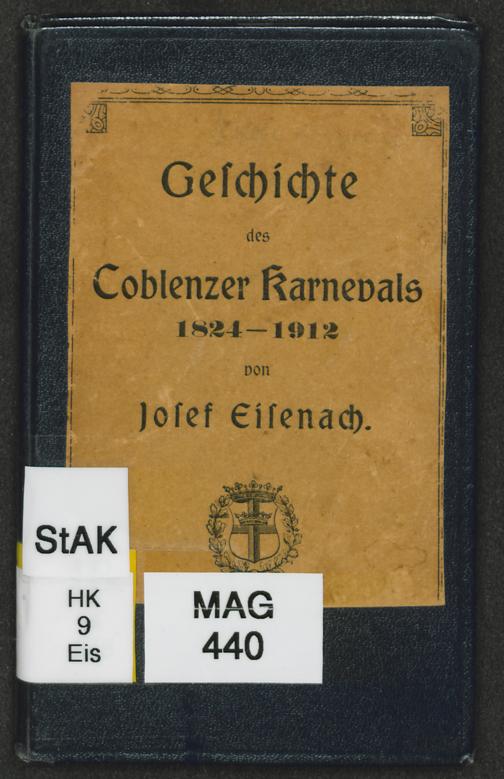 Geſchichte
des
Coblenzer Karnevals
1824—1912
von
Joſef Eiſenach.
StAK
HK
9
Eis
MAG
440